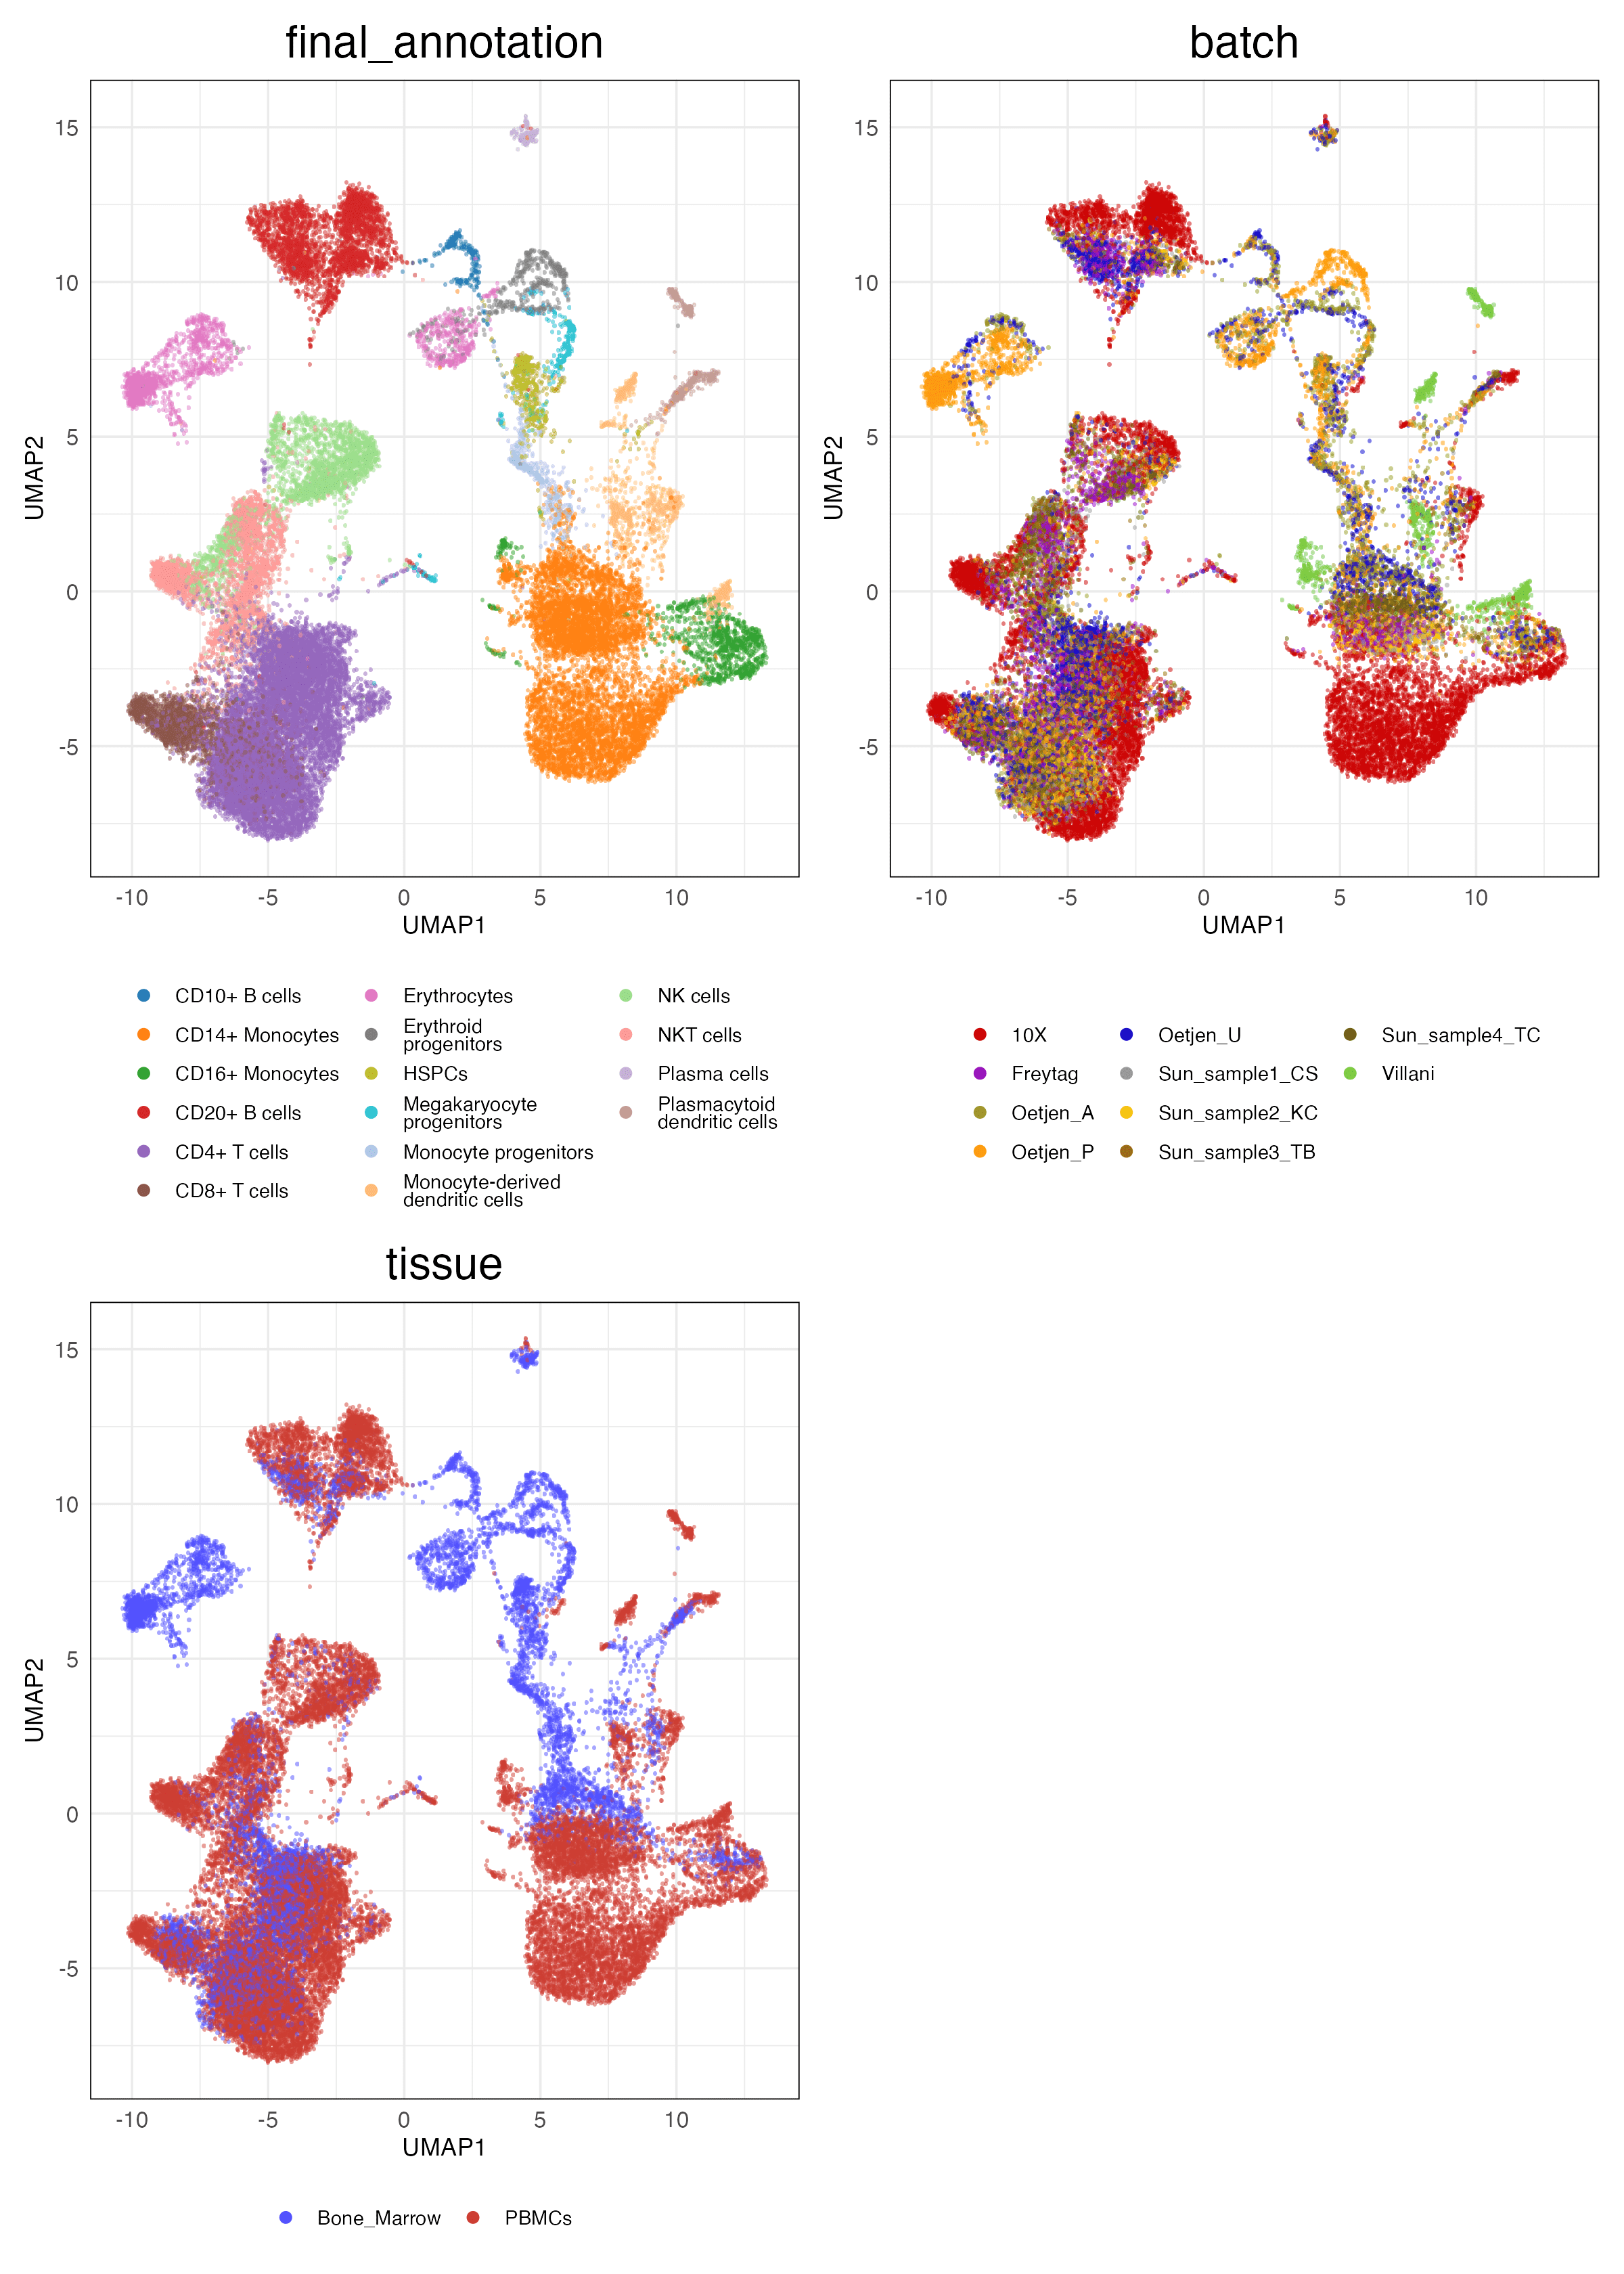 final_annotation
batch
15
10
5
0
-5
UMAP2
-10 -5 0 5 10
UMAP1
15
10
5
0
-5
UMAP2
-10 -5 0 5 10
UMAP1
CD10+ B cells
CD14+ Monocytes
CD16+ Monocytes
CD20+ B cells
CD4+ T cells
CD8+ T cells
Erythrocytes
Erythroid
progenitors
HSPCs
Megakaryocyte
progenitors
Monocyte progenitors
Monocyte-derived
dendritic cells
NK cells
NKT cells
Plasma cells
Plasmacytoid
dendritic cells
10X
Freytag
Oetjen_A
Oetjen_P
Oetjen_U
Sun_sample1_CS
Sun_sample2_KC
Sun_sample3_TB
Sun_sample4_TC
Villani
tissue
15
10
5
0
-5
UMAP2
-10 -5 0 5 10
UMAP1
Bone_Marrow
PBMCs